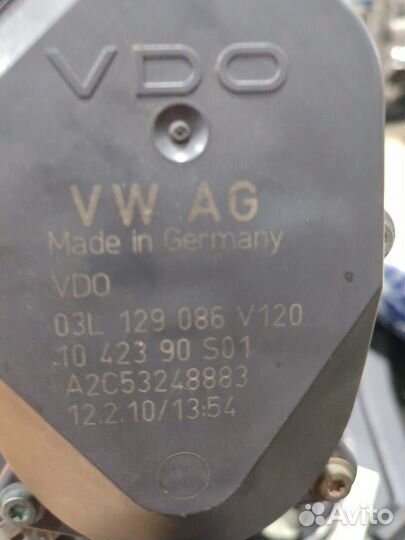 VDO
VW AG
Made in Germany
VDO
03L 129 086 V120
10 423 90 S01
A2C53248883
12.2.10/13:54
Avito